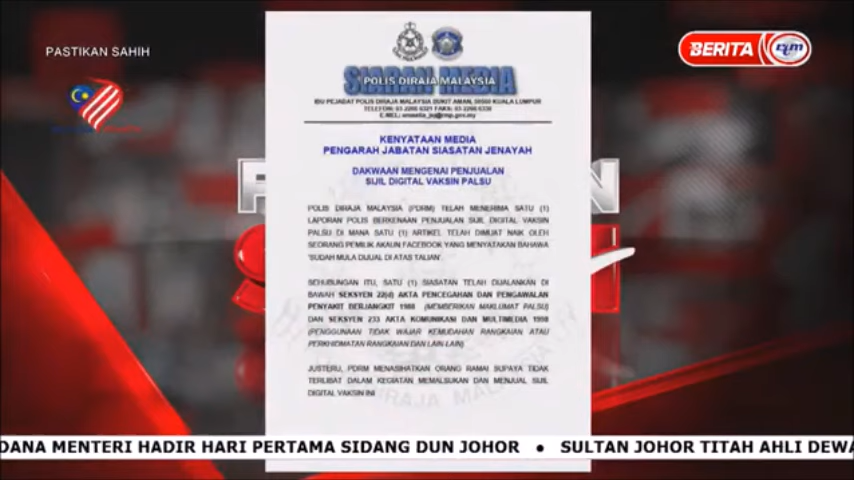 PASTIKAN SAHIH
BERITA RTM
SIARAN MEDIA
POLIS DIRAJA MALAYSIA
IBU PEJABAT POLIS DIRAJA MALAYSIA BUKIT AMAN, 50560 KUALA LUMPUR
KENYATAAN MEDIA
PENGARAH JABATAN SIASATAN JENAYAH
DAKWAAN MENGENAI PENJUALAN
SIJIL DIGITAL VAKSIN PALSU
POLIS DIRAJA MALAYSIA (PDRM) TELAH MENERIMA SATU (1)
LAPORAN POLIS BERKENAAN PENJUALAN SIJIL DIGITAL VAKSIN
PALSU DI MANA SATU (1) ARTIKEL TELAH DIMUAT NAIK OLEH
SEORANG PEMILIK AKAUN FACEBOOK YANG MENYATAKAN BAHAWA
'SUDAH MULA DIJUAL DI ATAS TALIAN'.
SEHUBUNGAN ITU, SATU (1) SIASATAN TELAH DIJALANKAN DI
BAWAH SEKSYEN 22(d) AKTA PENCEGAHAN DAN PENGAWALAN
PENYAKIT BERJANGKIT 1988 (MEMBERIKAN MAKLUMAT PALSU)
DAN SEKSYEN 233 AKTA KOMUNIKASI DAN MULTIMEDIA 1998
(PENGGUNAAN TIDAK WAJAR KEMUDAHAN RANGKAIAN ATAU
PERKHIDMATAN RANGKAIAN DAN LAIN-LAIN).
JUSTERU, PDRM MENASIHATKAN ORANG RAMAI SUPAYA TIDAK
TERLIBAT DALAM KEGIATAN MEMALSUKAN DAN MENJUAL SIJIL
DIGITAL VAKSIN INI
DANA MENTERI HADIR HARI PERTAMA SIDANG DUN JOHOR • SULTAN JOHOR TITAH AHLI DEWA